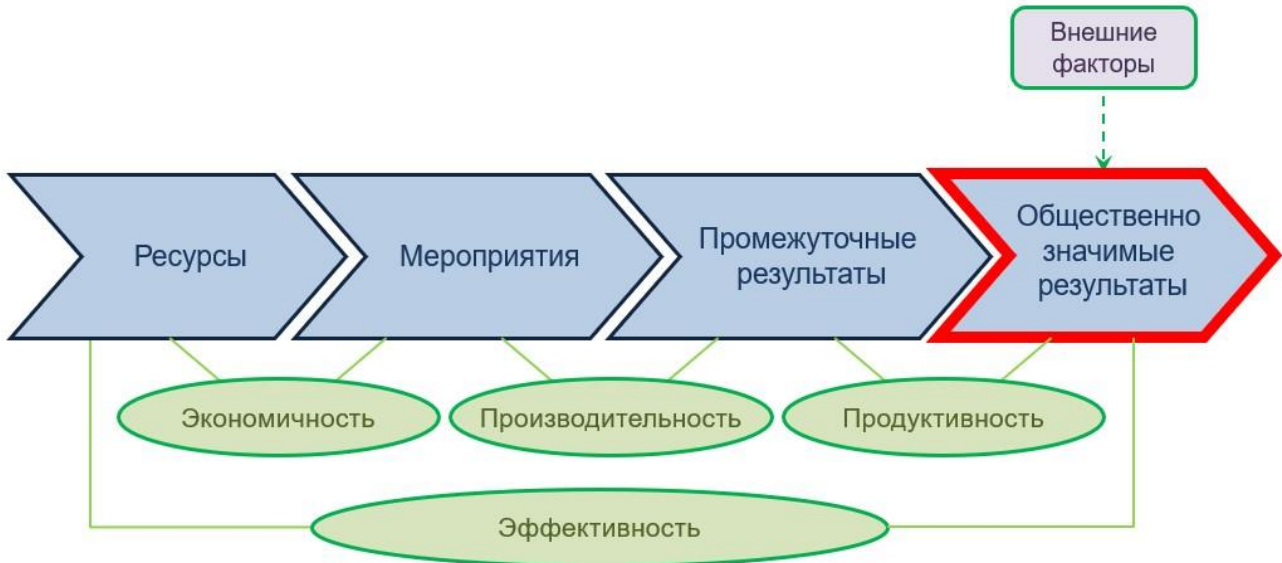 Внешние
факторы
Ресурсы
Мероприятия
Промежуточные
результаты
Общественно
значимые
результаты
Экономичность
Производительность
Продуктивность
Эффективность